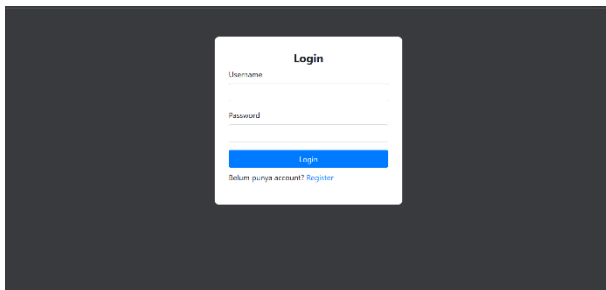 Login
Username
Password
Login
Belum punya account? Register